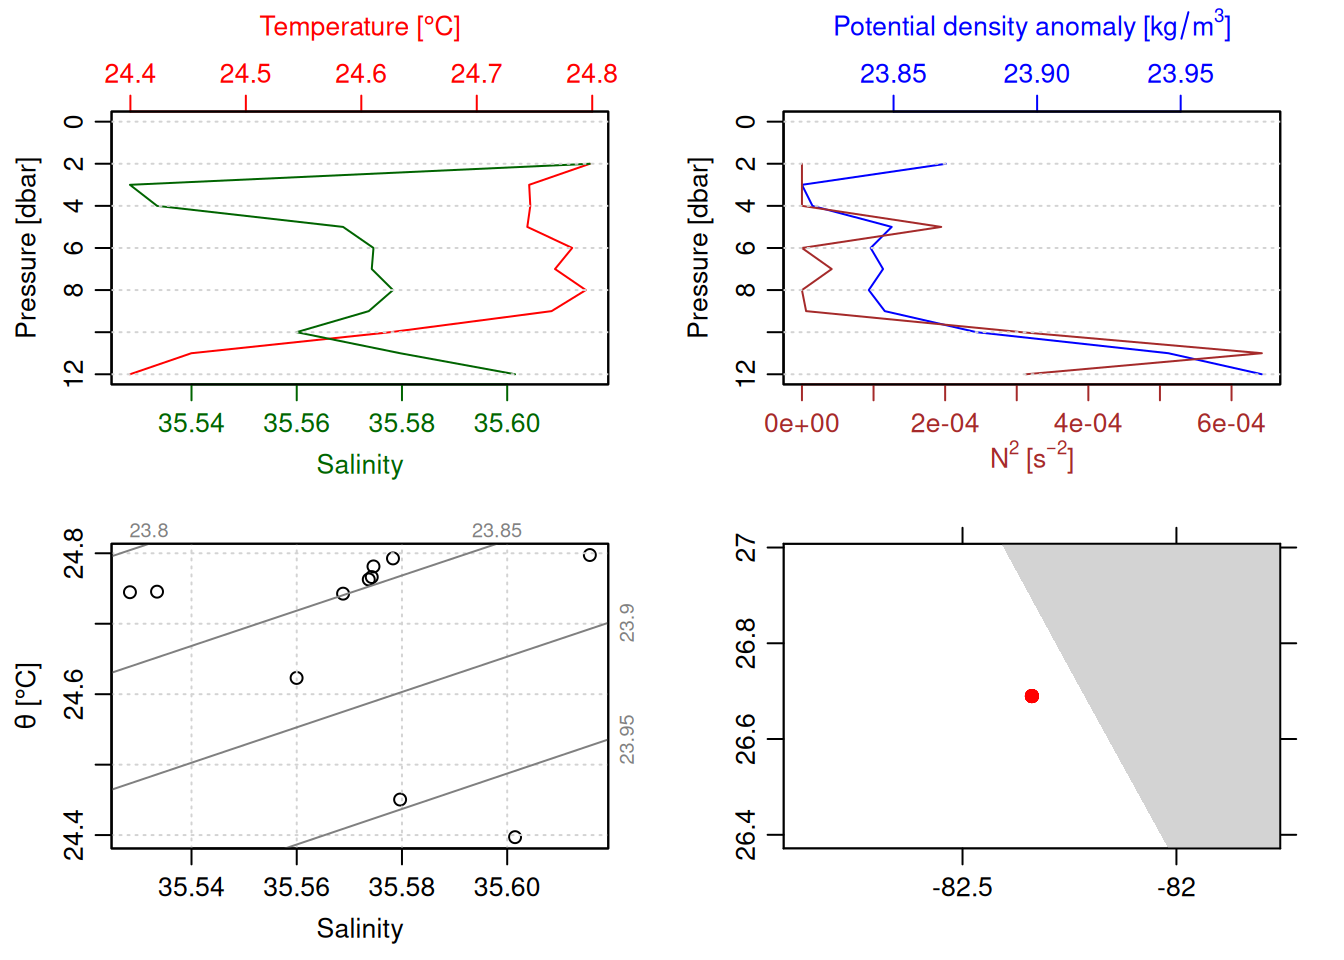 Temperature [°C]
24.4 24.5 24.6 24.7 24.8
Pressure [dbar]
0
2
4
6
8
12
35.54 35.56 35.58 35.60
Salinity
Potential density anomaly [kg/m³]
23.85 23.90 23.95
Pressure [dbar]
0
2
4
6
8
12
0e+00 2e-04 4e-04 6e-04
N² [s⁻²]
23.8 23.85
23.9
23.95
θ [°C]
24.8
24.6
24.4
35.54 35.56 35.58 35.60
Salinity
27
26.8
26.6
26.4
-82.5 -82